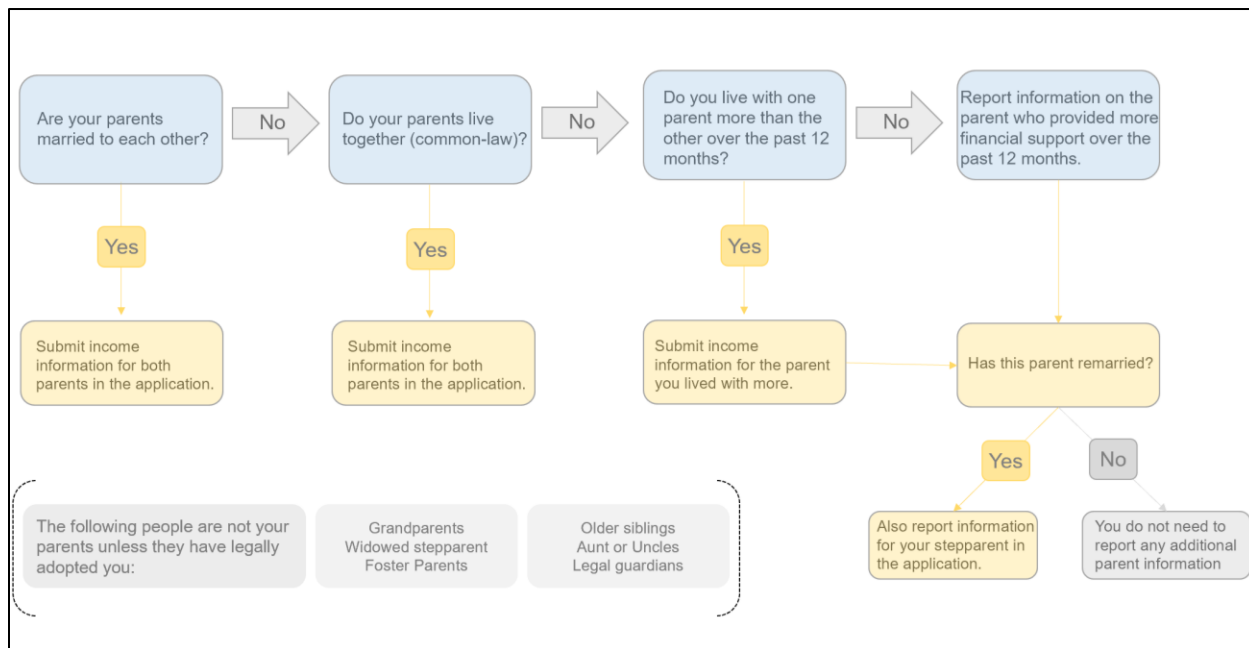 Are your parents
married to each other?
No
Do your parents live
together (common-law)?
No
Do you live with one
parent more than the
other over the past 12
months?
No
Report information on the
parent who provided more
financial support over the
past 12 months.
Yes
Yes
Yes
Submit income
information for both
parents in the application.
Submit income
information for both
parents in the application.
Submit income
information for the parent
you lived with more.
Has this parent remarried?
Yes
No
Also report information
for your stepparent in
the application.
You do not need to
report any additional
parent information
The following people are not your
parents unless they have legally
adopted you:
Grandparents
Widowed stepparent
Foster Parents
Older siblings
Aunt or Uncles
Legal guardians